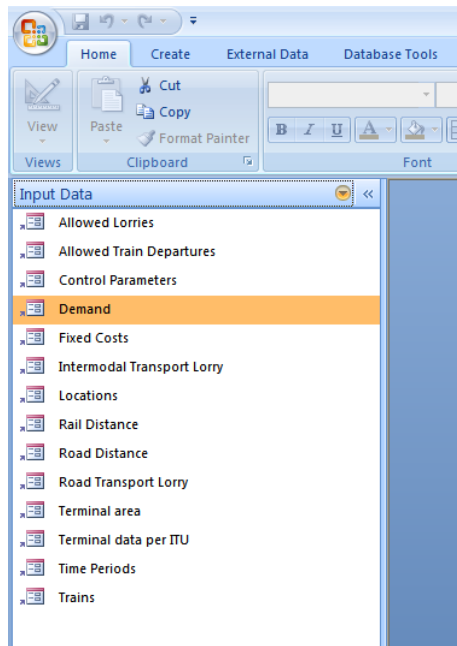 Home Create External Data Database Tools
View
Paste
Cut
Copy
Format Painter
B I U A
Views Clipboard Font
Input Data
Allowed Lorries
Allowed Train Departures
Control Parameters
Demand
Fixed Costs
Intermodal Transport Lorry
Locations
Rail Distance
Road Distance
Road Transport Lorry
Terminal area
Terminal data per ITU
Time Periods
Trains